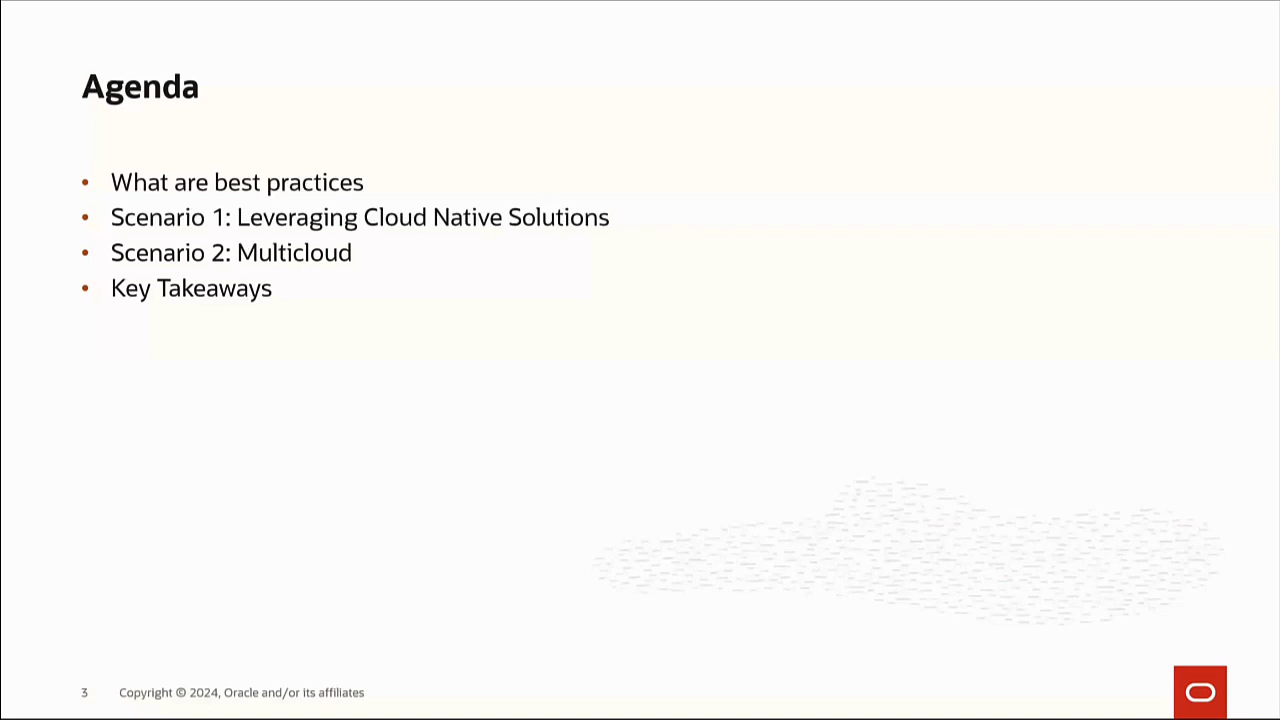 Agenda
• What are best practices
• Scenario 1: Leveraging Cloud Native Solutions
• Scenario 2: Multicloud
• Key Takeaways
3 Copyright © 2024, Oracle and/or its affiliates